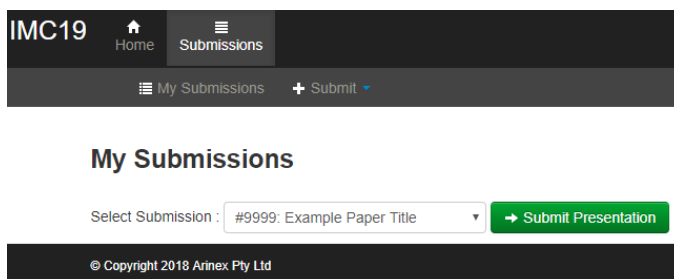 IMC19
Home
Submissions
My Submissions
Submit
My Submissions
Select Submission :
#9999: Example Paper Title
Submit Presentation
© Copyright 2018 Arinex Pty Ltd